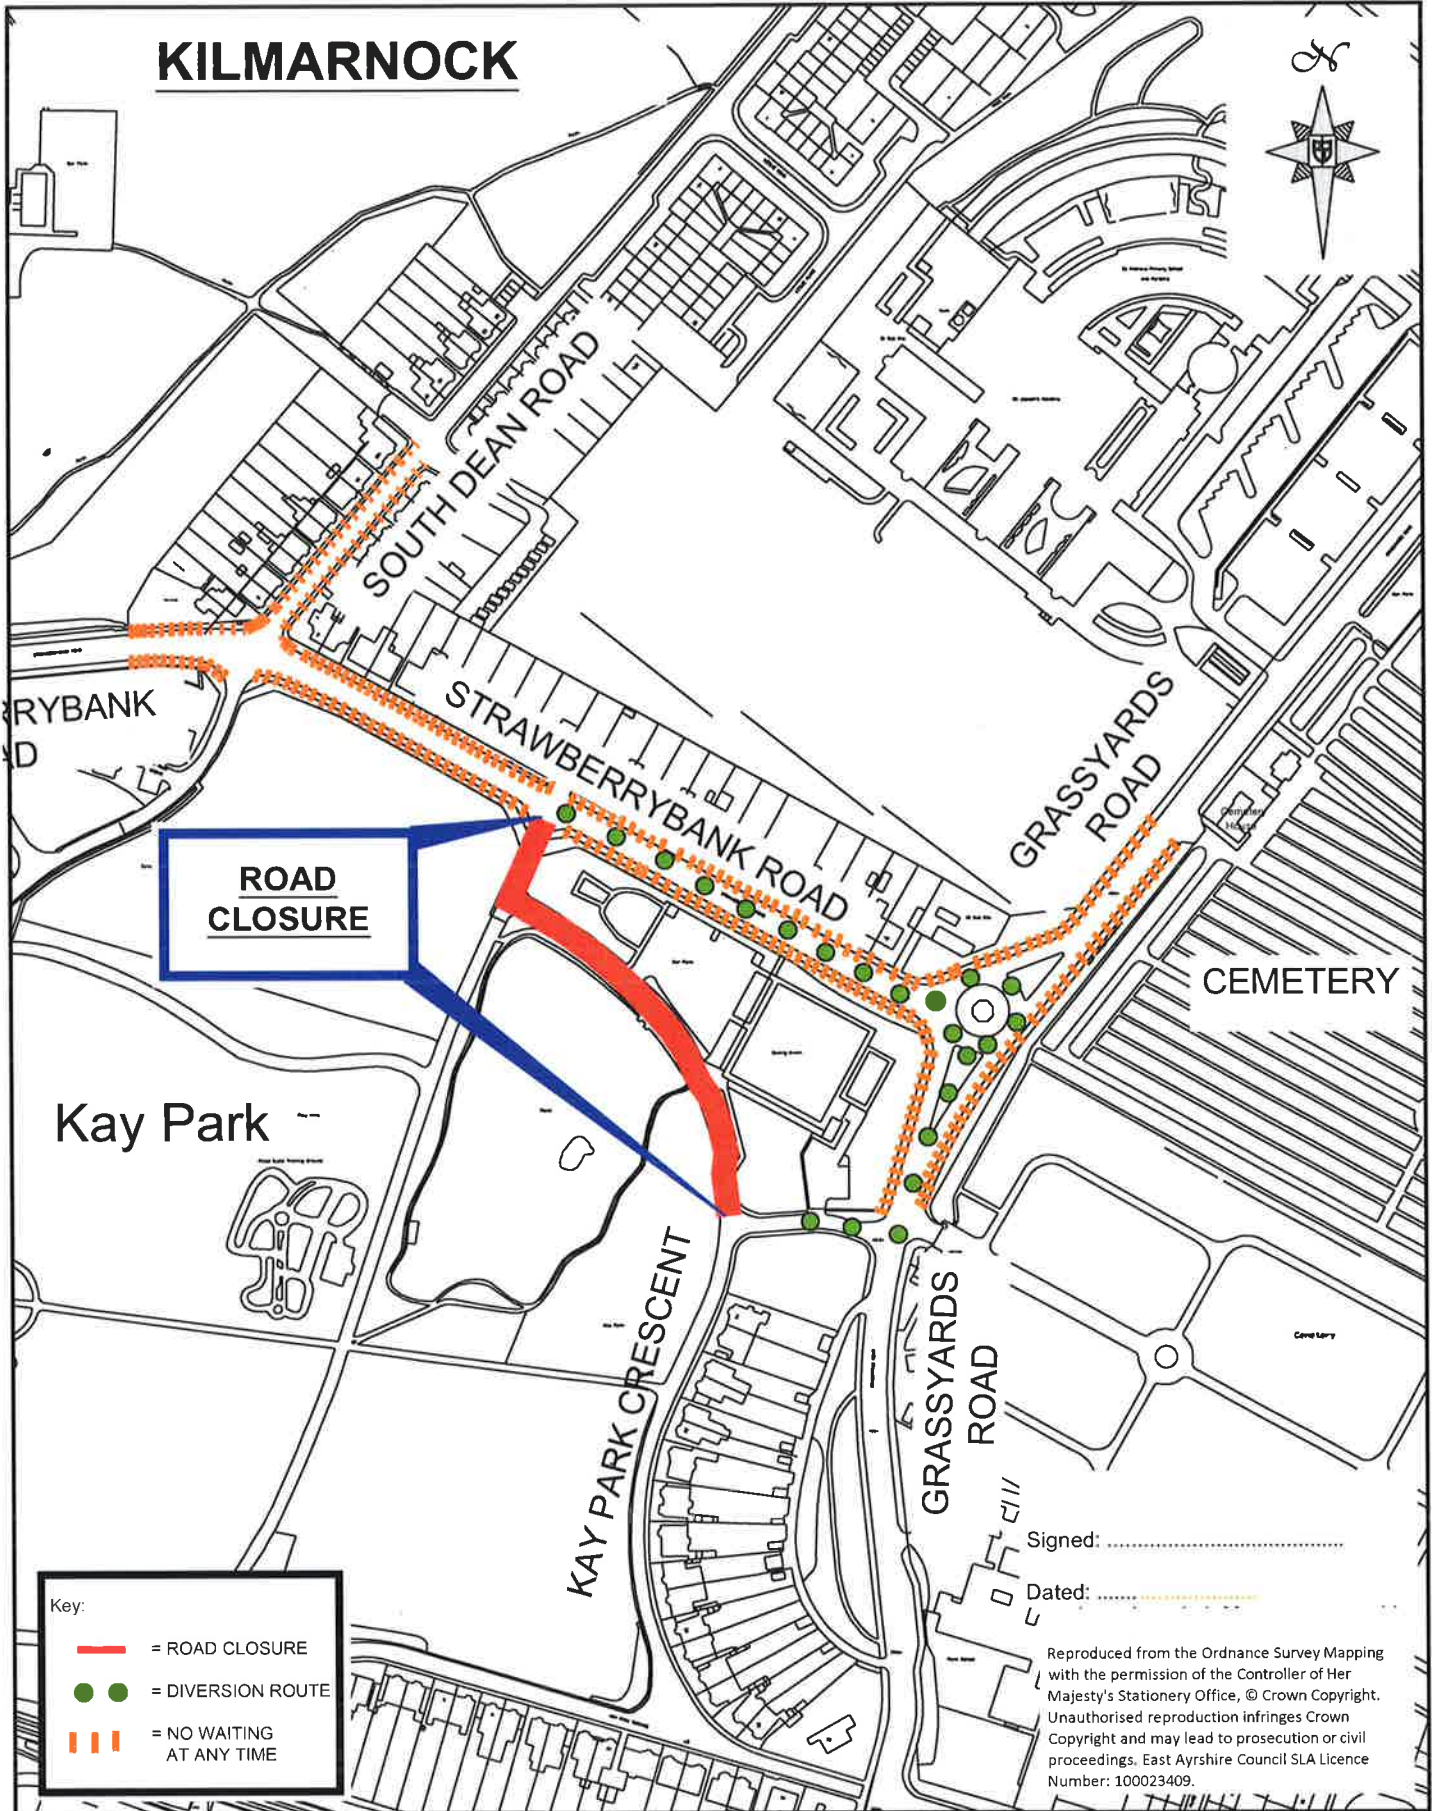 KILMARNOCK
N
SOUTH DEAN ROAD
RYBANK
D
STRAWBERRYBANK ROAD
GRASSYARDS
ROAD
Cemetery
House
ROAD
CLOSURE
CEMETERY
Kay Park
KAY PARK CRESCENT
GRASSYARDS
ROAD
Cemetery
Signed:
Dated:
Key:
= ROAD CLOSURE
= DIVERSION ROUTE
= NO WAITING
AT ANY TIME
Reproduced from the Ordnance Survey Mapping
with the permission of the Controller of Her
Majesty's Stationery Office, © Crown Copyright.
Unauthorised reproduction infringes Crown
Copyright and may lead to prosecution or civil
proceedings. East Ayrshire Council SLA Licence
Number: 100023409.